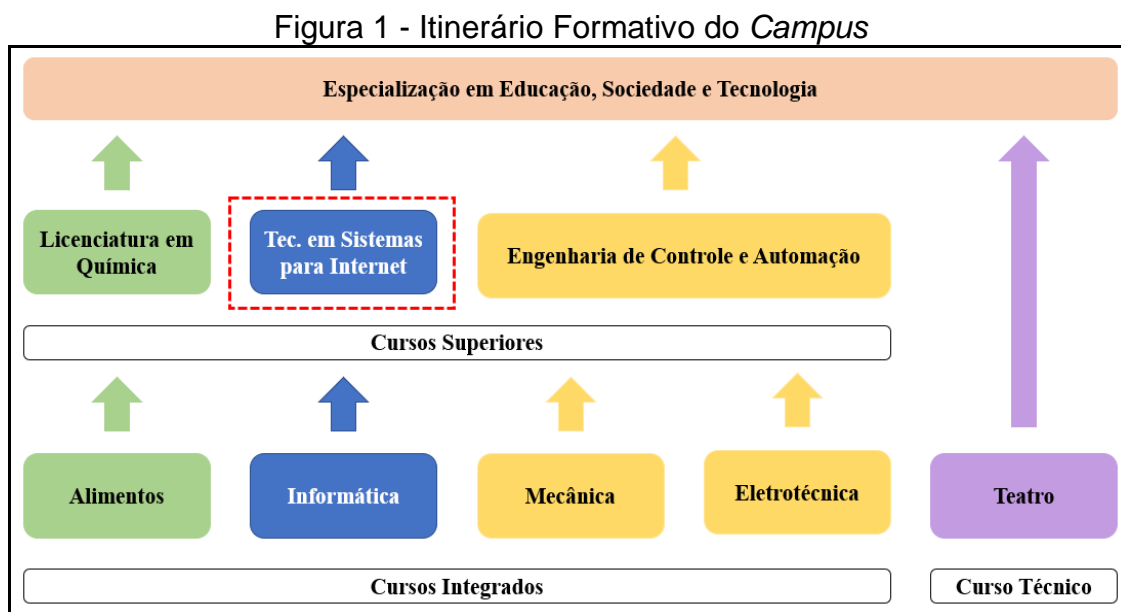 Figura 1 - Itinerário Formativo do Campus
Especialização em Educação, Sociedade e Tecnologia
Licenciatura em
Química
Tec. em Sistemas
para Internet
Engenharia de Controle e Automação
Cursos Superiores
Alimentos
Informática
Mecânica
Eletrotécnica
Teatro
Cursos Integrados
Curso Técnico